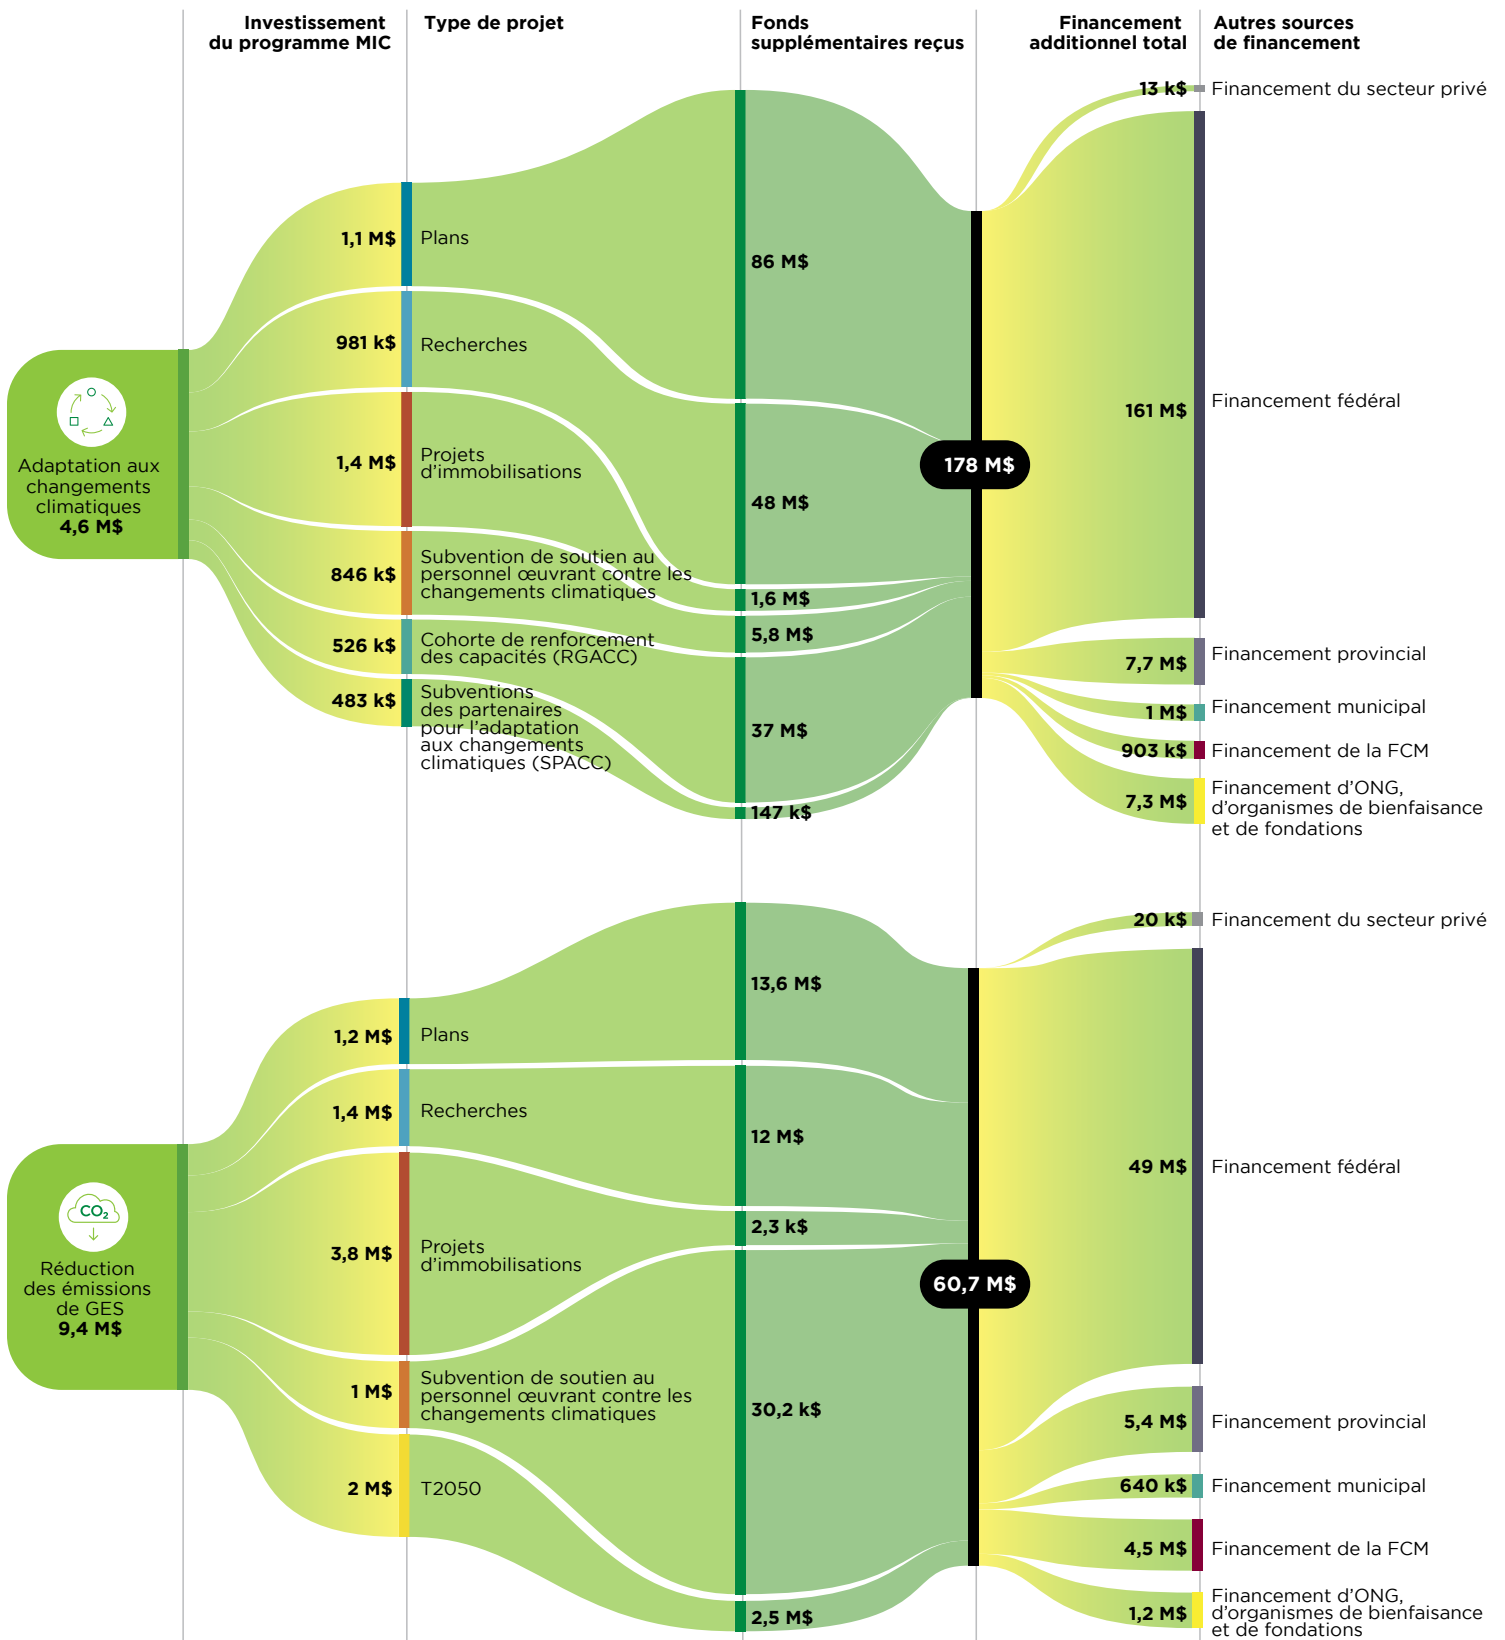 Investissement
du programme MIC
Type de projet
Fonds
supplémentaires reçus
Financement
additionnel total
Autres sources
de financement
Adaptation aux
changements
climatiques
4,6 M$
1,1 M$
Plans
981 k$
Recherches
1,4 M$
Projets
d'immobilisations
846 k$
Subvention de soutien au
personnel œuvrant contre les
changements climatiques
526 k$
Cohorte de renforcement
des capacités (RGACC)
483 k$
Subventions
des partenaires
pour l'adaptation
aux changements
climatiques (SPACC)
86 M$
48 M$
1,6 M$
5,8 M$
37 M$
147 k$
178 M$
13 k$
Financement du secteur privé
161 M$
Financement fédéral
7,7 M$
Financement provincial
1 M$
Financement municipal
903 k$
Financement de la FCM
7,3 M$
Financement d'ONG,
d'organismes de bienfaisance
et de fondations
CO₂
Réduction
des émissions
de GES
9,4 M$
1,2 M$
Plans
1,4 M$
Recherches
3,8 M$
Projets
d'immobilisations
1 M$
Subvention de soutien au
personnel œuvrant contre les
changements climatiques
2 M$
T2050
13,6 M$
12 M$
2,3 k$
30,2 k$
2,5 M$
60,7 M$
20 k$
Financement du secteur privé
49 M$
Financement fédéral
5,4 M$
Financement provincial
640 k$
Financement municipal
4,5 M$
Financement de la FCM
1,2 M$
Financement d'ONG,
d'organismes de bienfaisance
et de fondations